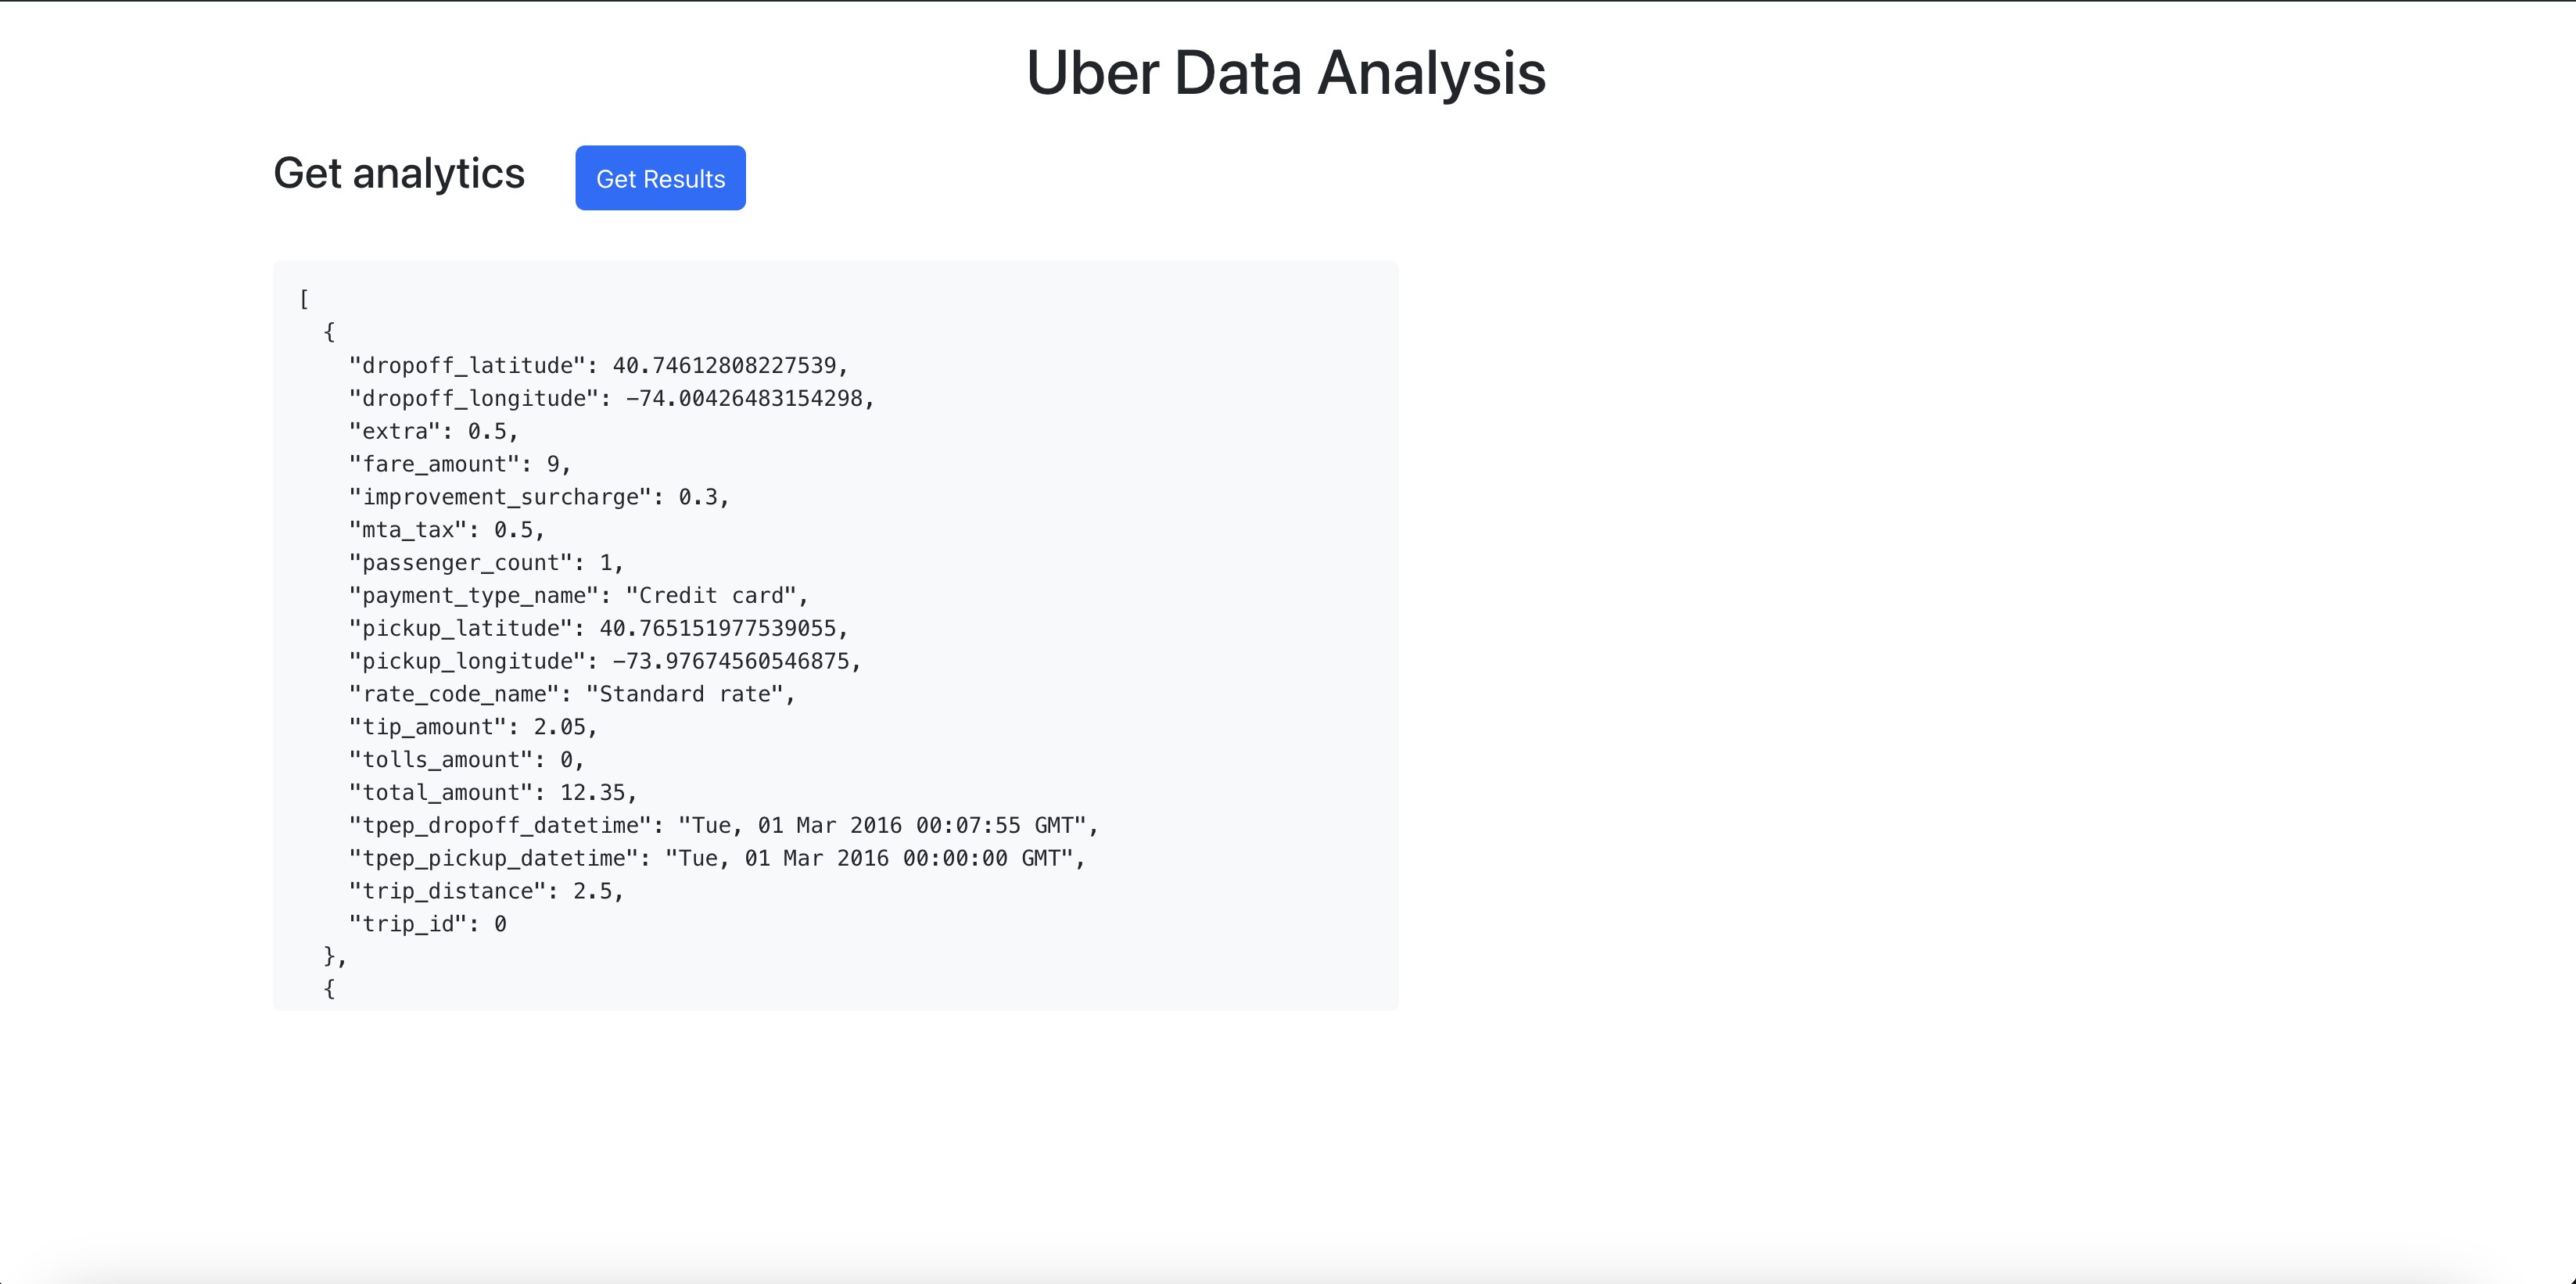 Uber Data Analysis
Get analytics
Get Results
[
  {
    "dropoff_latitude": 40.74612808227539,
    "dropoff_longitude": −74.00426483154298,
    "extra": 0.5,
    "fare_amount": 9,
    "improvement_surcharge": 0.3,
    "mta_tax": 0.5,
    "passenger_count": 1,
    "payment_type_name": "Credit card",
    "pickup_latitude": 40.765151977539055,
    "pickup_longitude": −73.97674560546875,
    "rate_code_name": "Standard rate",
    "tip_amount": 2.05,
    "tolls_amount": 0,
    "total_amount": 12.35,
    "tpep_dropoff_datetime": "Tue, 01 Mar 2016 00:07:55 GMT",
    "tpep_pickup_datetime": "Tue, 01 Mar 2016 00:00:00 GMT",
    "trip_distance": 2.5,
    "trip_id": 0
  },
  {